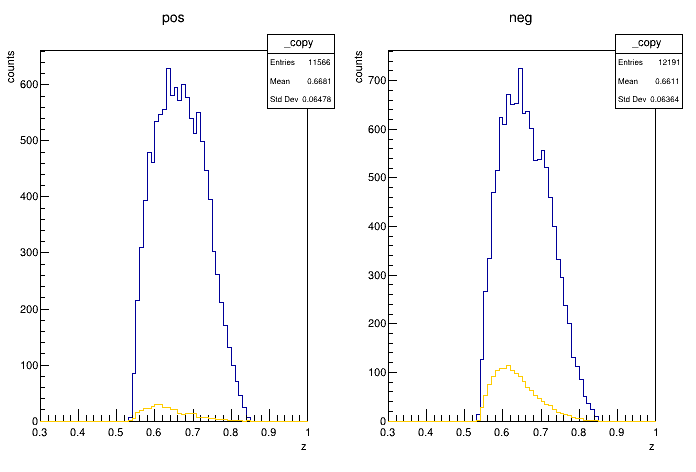 pos
_copy
Entries 11566
Mean 0.6681
Std Dev 0.06478
counts
600
500
400
300
200
100
0
0.3 0.4 0.5 0.6 0.7 0.8 0.9 1
z
neg
_copy
Entries 12191
Mean 0.6611
Std Dev 0.06364
counts
700
600
500
400
300
200
100
0
0.3 0.4 0.5 0.6 0.7 0.8 0.9 1
z